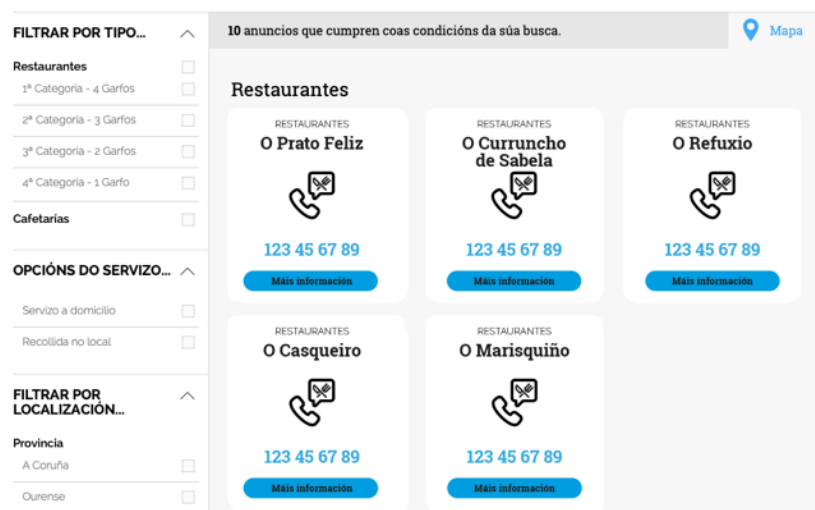 FILTRAR POR TIPO...
Restaurantes
1ª Categoria - 4 Garfos
2ª Categoria - 3 Garfos
3ª Categoria - 2 Garfos
4ª Categoria - 1 Garfo
Cafetarías
OPCIÓNS DO SERVIZO...
Servizo a domicilio
Recollida no local
FILTRAR POR
LOCALIZACIÓN...
Provincia
A Coruña
Ourense
10 anuncios que cumpren coas condicións da súa busca.
Mapa
Restaurantes
RESTAURANTES
O Prato Feliz
123 45 67 89
Máis información
RESTAURANTES
O Curruncho
de Sabela
123 45 67 89
Máis información
RESTAURANTES
O Refuxio
123 45 67 89
Máis información
RESTAURANTES
O Casqueiro
123 45 67 89
Máis información
RESTAURANTES
O Marisquiño
123 45 67 89
Máis información